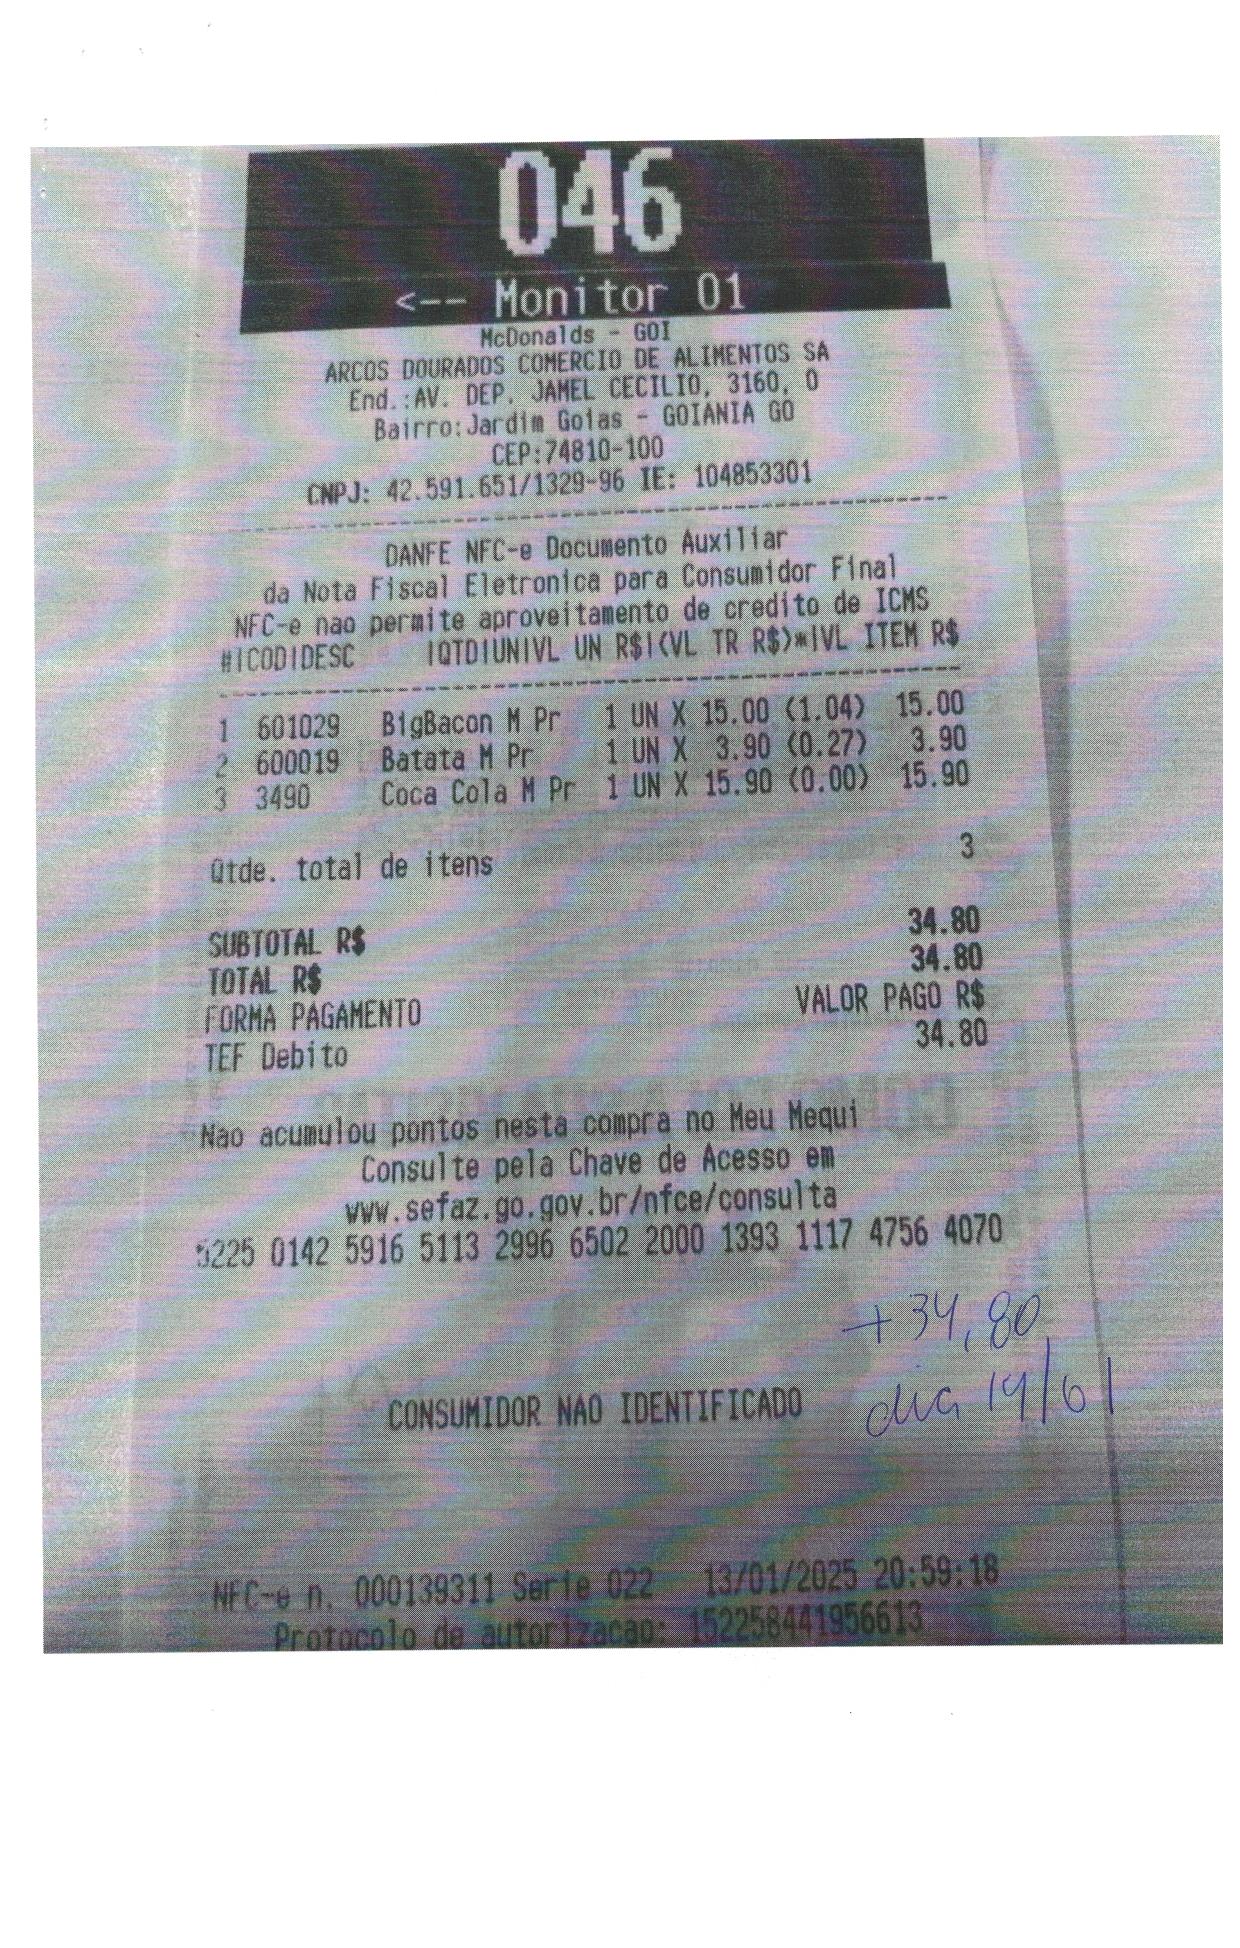 046
<-- Monitor 01
McDonalds - GOI
ARCOS DOURADOS COMERCIO DE ALIMENTOS SA
End.:AV. DEP. JAMEL CECILIO, 3160, 0
Bairro:Jardim Goias - GOIANIA GO
CEP:74810-100
CNPJ: 42.591.651/1329-96 IE: 104853301
DANFE NFC-e Documento Auxiliar
da Nota Fiscal Eletronica para Consumidor Final
NFC-e nao permite aproveitamento de credito de ICMS
#|COD|DESC |QTD|UN|VL UN R$|(VL TR R$)*|VL ITEM R$
1 601029 BigBacon M Pr 1 UN X 15.00 (1.04) 15.00
2 600019 Batata M Pr 1 UN X 3.90 (0.27) 3.90
3 3490 Coca Cola M Pr 1 UN X 15.90 (0.00) 15.90
Qtde. total de itens 3
SUBTOTAL R$ 34.80
TOTAL R$ 34.80
FORMA PAGAMENTO VALOR PAGO R$
TEF Debito 34.80
Nao acumulou pontos nesta compra no Meu Mequi
Consulte pela Chave de Acesso em
www.sefaz.go.gov.br/nfce/consulta
5225 0142 5916 5113 2996 6502 2000 1393 1117 4756 4070
+34,80
dia 14/01
CONSUMIDOR NAO IDENTIFICADO
NFC-e n. 000139311 Serie 022 13/01/2025 20:59:18
Protocolo de autorizacao: 152258441956613